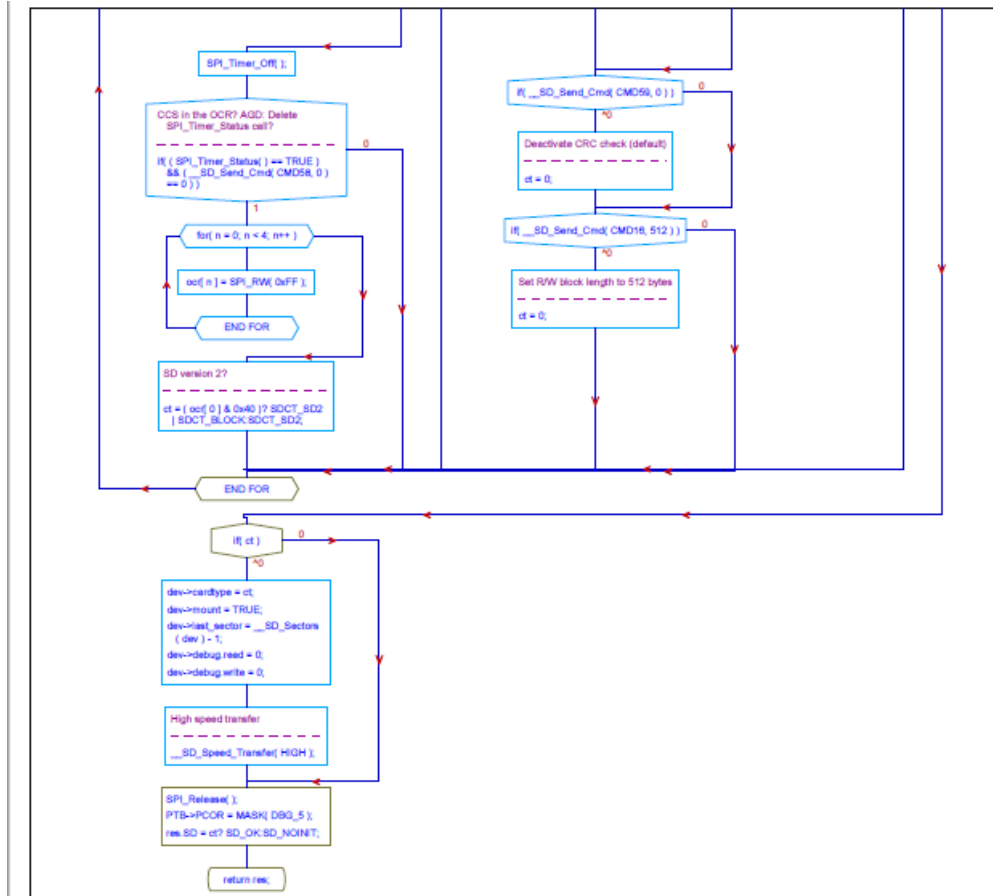 SPI_Timer_Off( );
CCS in the OCR? AGD: Delete
SPI_Timer_Status call?
if( ( SPI_Timer_Status( ) == TRUE )
&& ( __SD_Send_Cmd( CMD58, 0 )
== 0 ) )
0
1
for( n = 0; n < 4; n++ )
ocr[ n ] = SPI_RW( 0xFF );
END FOR
SD version 2?
ct = ( ocr[ 0 ] & 0x40 )? SDCT_SD2
| SDCT_BLOCK:SDCT_SD2;
END FOR
if( __SD_Send_Cmd( CMD59, 0 ) )
0
^0
Deactivate CRC check (default)
ct = 0;
if( __SD_Send_Cmd( CMD16, 512 ) )
0
^0
Set R/W block length to 512 bytes
ct = 0;
if( ct )
0
^0
dev->cardtype = ct;
dev->mount = TRUE;
dev->last_sector = __SD_Sectors
( dev ) - 1;
dev->debug.read = 0;
dev->debug.write = 0;
High speed transfer
__SD_Speed_Transfer( HIGH );
SPI_Release( );
PTB->PCOR = MASK( DBG_5 );
res.SD = ct? SD_OK:SD_NOINIT;
return res;